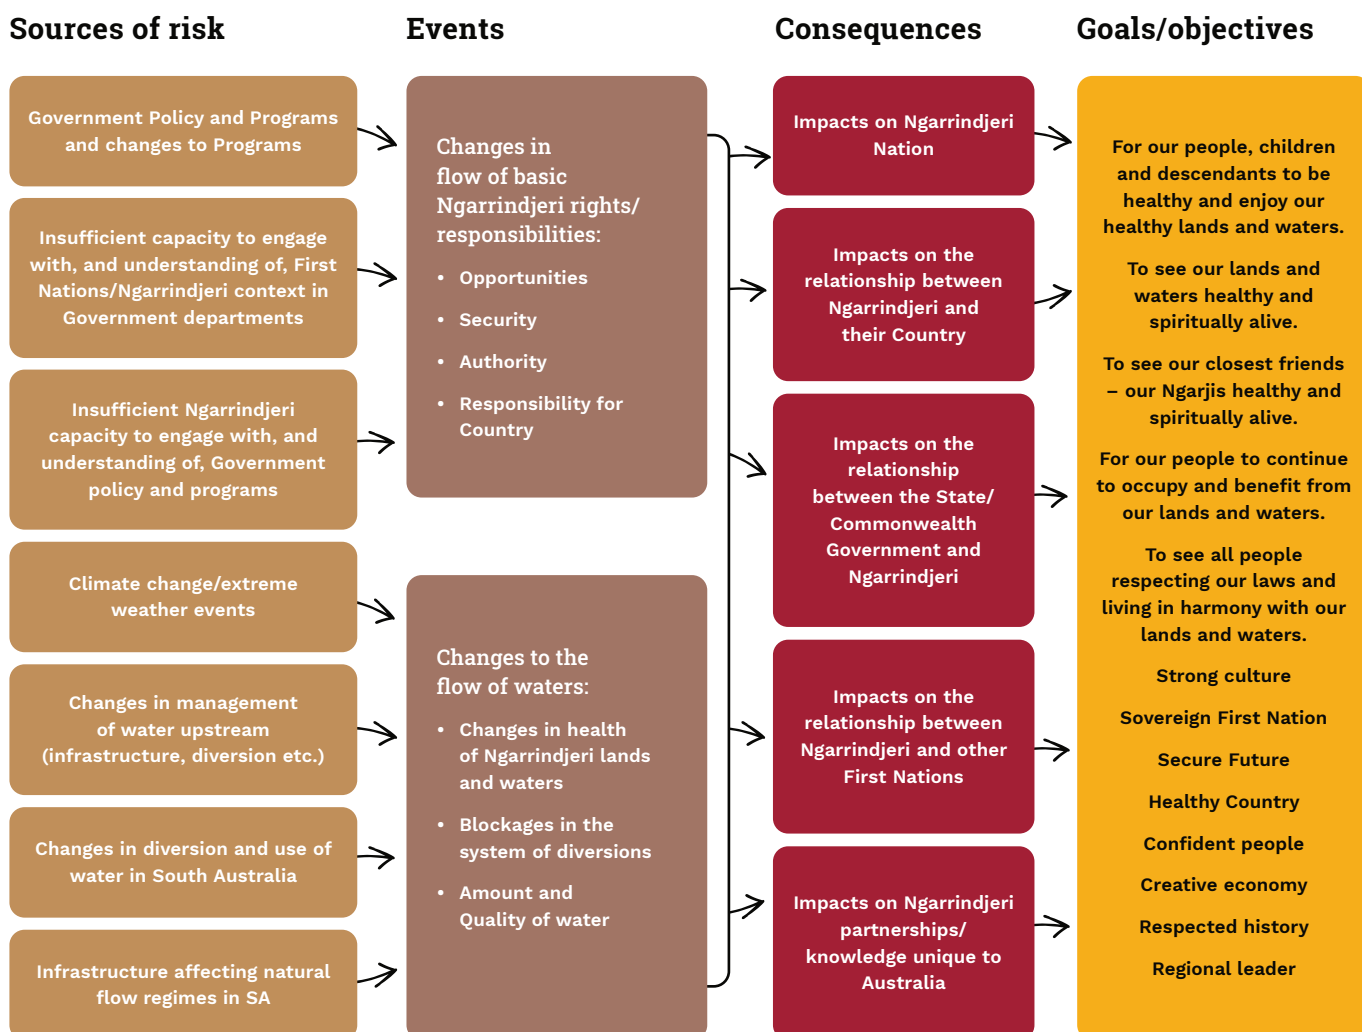 Sources of risk
Events
Consequences
Goals/objectives
Government Policy and Programs
and changes to Programs
Insufficient capacity to engage
with, and understanding of, First
Nations/Ngarrindjeri context in
Government departments
Insufficient Ngarrindjeri
capacity to engage with, and
understanding of, Government
policy and programs
Climate change/extreme
weather events
Changes in management
of water upstream
(infrastructure, diversion etc.)
Changes in diversion and use of
water in South Australia
Infrastructure affecting natural
flow regimes in SA
Changes in
flow of basic
Ngarrindjeri rights/
responsibilities:
• Opportunities
• Security
• Authority
• Responsibility for
Country
Changes to the
flow of waters:
• Changes in health
of Ngarrindjeri lands
and waters
• Blockages in the
system of diversions
• Amount and
Quality of water
Impacts on Ngarrindjeri
Nation
Impacts on the
relationship between
Ngarrindjeri and
their Country
Impacts on the
relationship
between the State/
Commonwealth
Government and
Ngarrindjeri
Impacts on the
relationship between
Ngarrindjeri and other
First Nations
Impacts on Ngarrindjeri
partnerships/
knowledge unique to
Australia
For our people, children
and descendants to be
healthy and enjoy our
healthy lands and waters.
To see our lands and
waters healthy and
spiritually alive.
To see our closest friends
– our Ngarjis healthy and
spiritually alive.
For our people to continue
to occupy and benefit from
our lands and waters.
To see all people
respecting our laws and
living in harmony with our
lands and waters.
Strong culture
Sovereign First Nation
Secure Future
Healthy Country
Confident people
Creative economy
Respected history
Regional leader